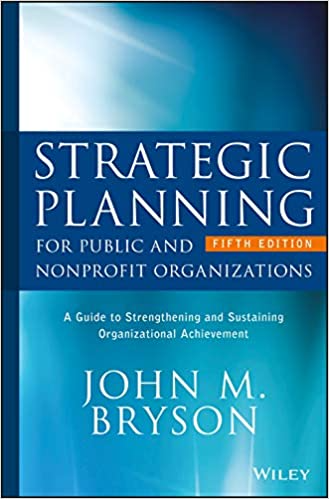 STRATEGIC
PLANNING
FOR PUBLIC AND FIFTH EDITION
NONPROFIT ORGANIZATIONS
A Guide to Strengthening and Sustaining
Organizational Achievement
JOHN M.
BRYSON
WILEY